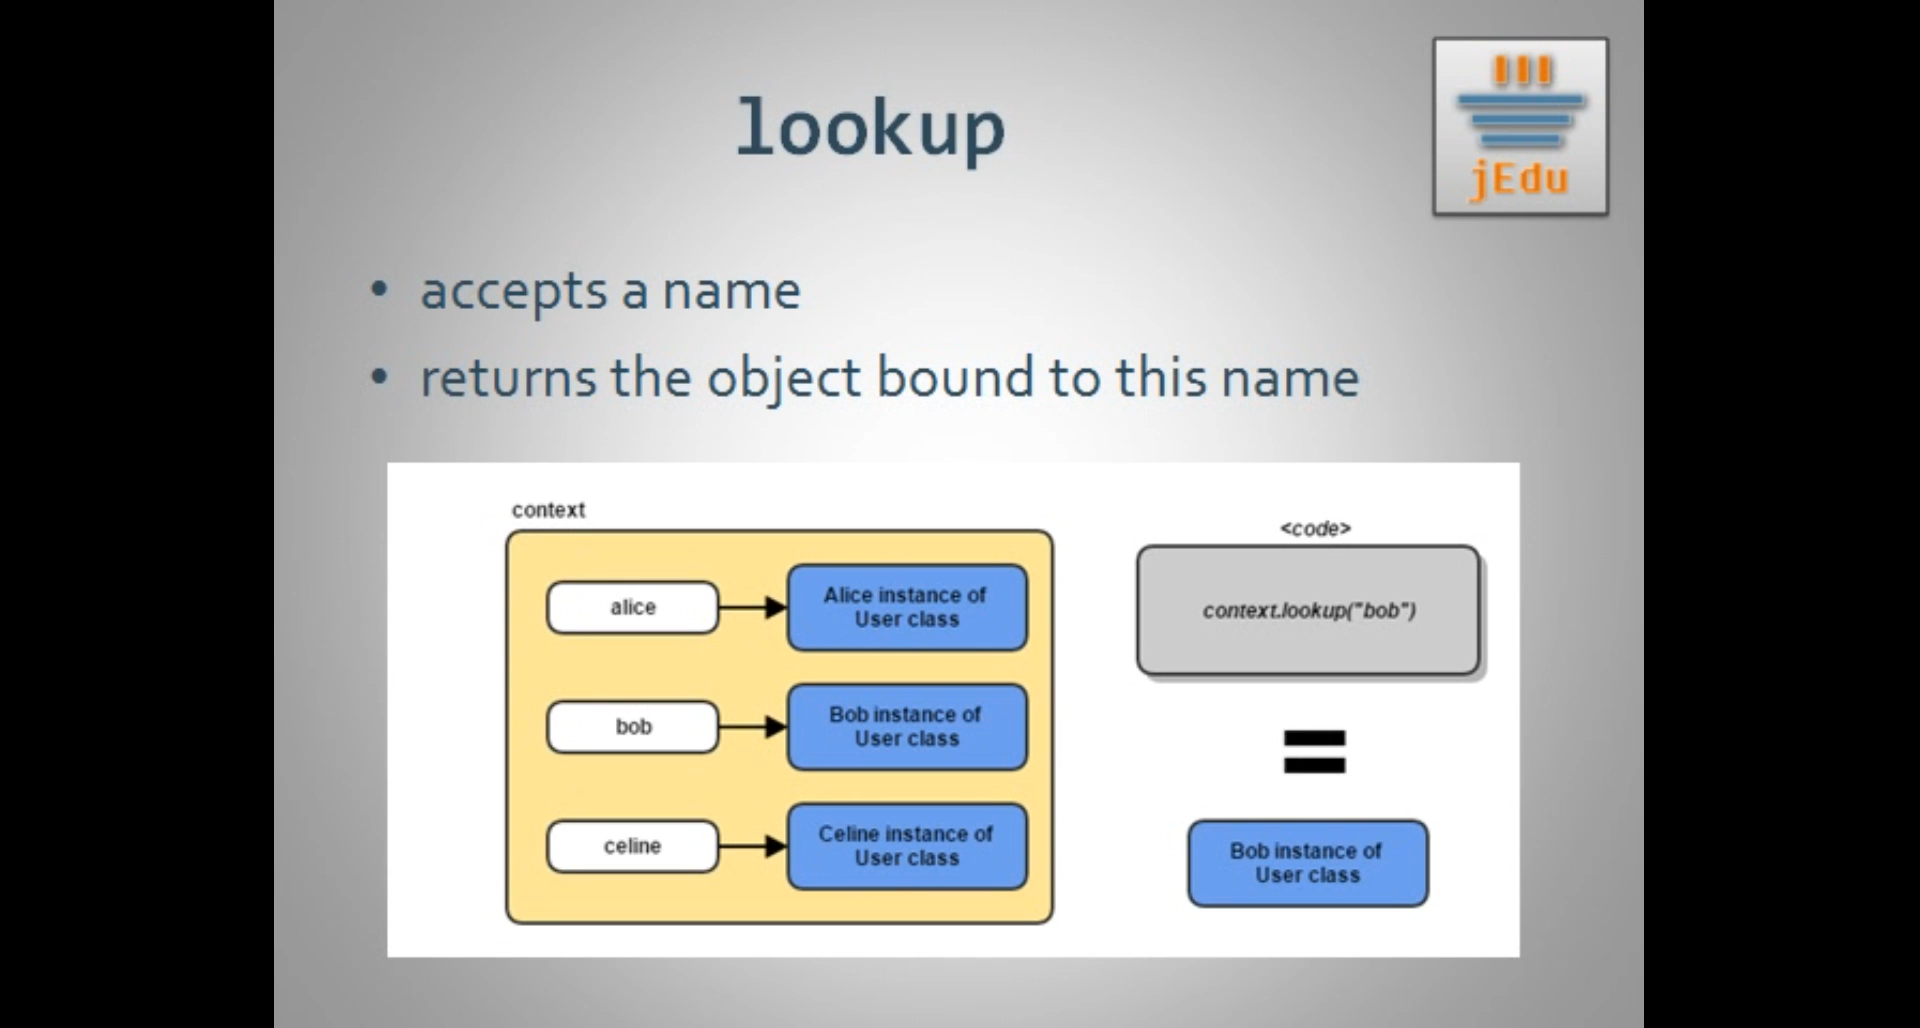 lookup
jEdu
• accepts a name
• returns the object bound to this name
context
alice
Alice instance of
User class
bob
Bob instance of
User class
celine
Celine instance of
User class
<code>
context.lookup("bob")
=
Bob instance of
User class